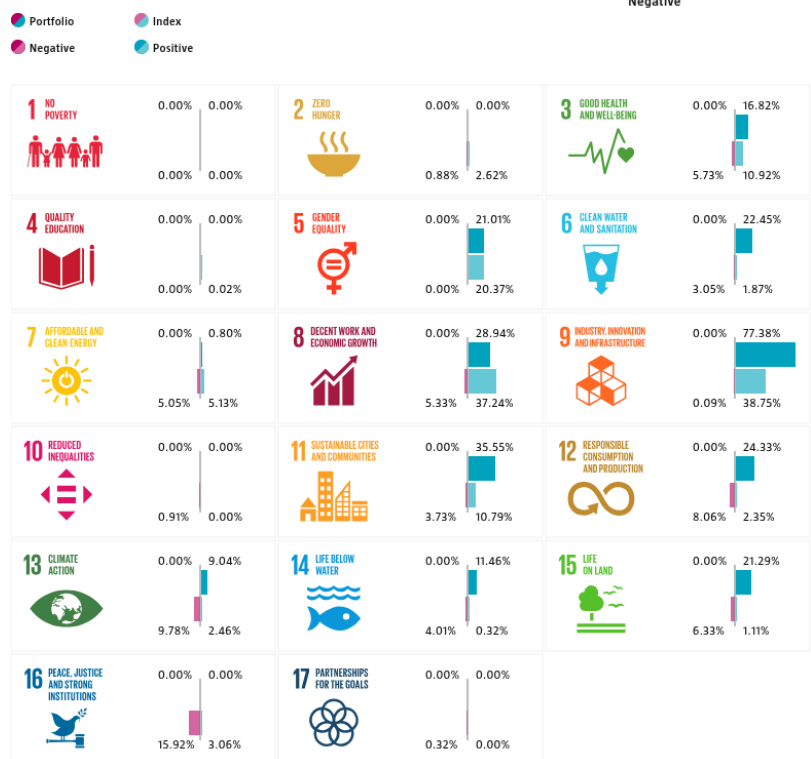 Negative
Portfolio
Index
Negative
Positive
1 NO
POVERTY
0.00% 0.00%
0.00% 0.00%
2 ZERO
HUNGER
0.00% 0.00%
0.88% 2.62%
3 GOOD HEALTH
AND WELL-BEING
0.00% 16.82%
5.73% 10.92%
4 QUALITY
EDUCATION
0.00% 0.00%
0.00% 0.02%
5 GENDER
EQUALITY
0.00% 21.01%
0.00% 20.37%
6 CLEAN WATER
AND SANITATION
0.00% 22.45%
3.05% 1.87%
7 AFFORDABLE AND
CLEAN ENERGY
0.00% 0.80%
5.05% 5.13%
8 DECENT WORK AND
ECONOMIC GROWTH
0.00% 28.94%
5.33% 37.24%
9 INDUSTRY, INNOVATION
AND INFRASTRUCTURE
0.00% 77.38%
0.09% 38.75%
10 REDUCED
INEQUALITIES
0.00% 0.00%
0.91% 0.00%
11 SUSTAINABLE CITIES
AND COMMUNITIES
0.00% 35.55%
3.73% 10.79%
12 RESPONSIBLE
CONSUMPTION
AND PRODUCTION
0.00% 24.33%
8.06% 2.35%
13 CLIMATE
ACTION
0.00% 9.04%
9.78% 2.46%
14 LIFE BELOW
WATER
0.00% 11.46%
4.01% 0.32%
15 LIFE
ON LAND
0.00% 21.29%
6.33% 1.11%
16 PEACE, JUSTICE
AND STRONG
INSTITUTIONS
0.00% 0.00%
15.92% 3.06%
17 PARTNERSHIPS
FOR THE GOALS
0.00% 0.00%
0.32% 0.00%